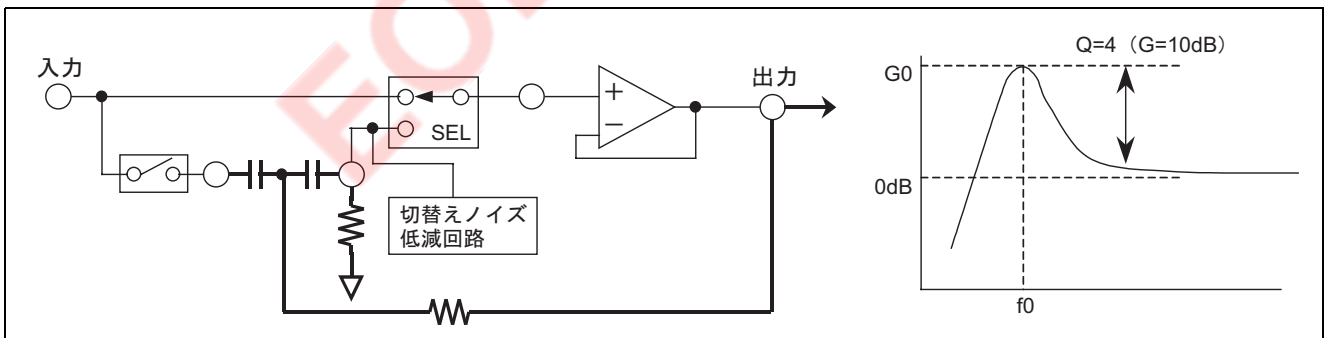 入力
SEL
+
−
出力
切替えノイズ
低減回路
Q=4（G=10dB）
G0
0dB
f0